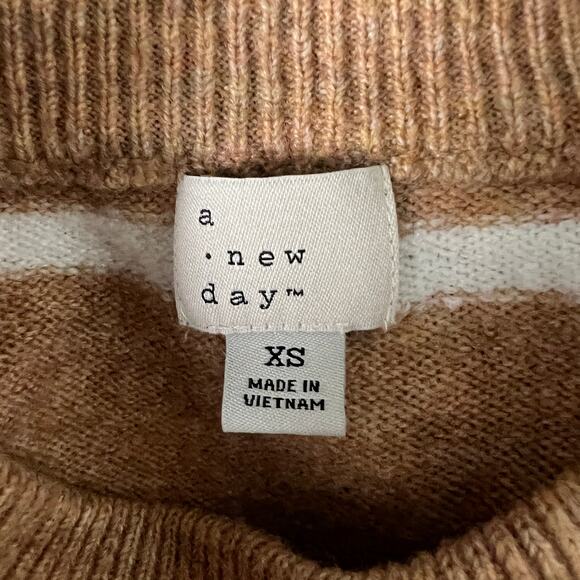 a
· new
day™
XS
MADE IN
VIETNAM